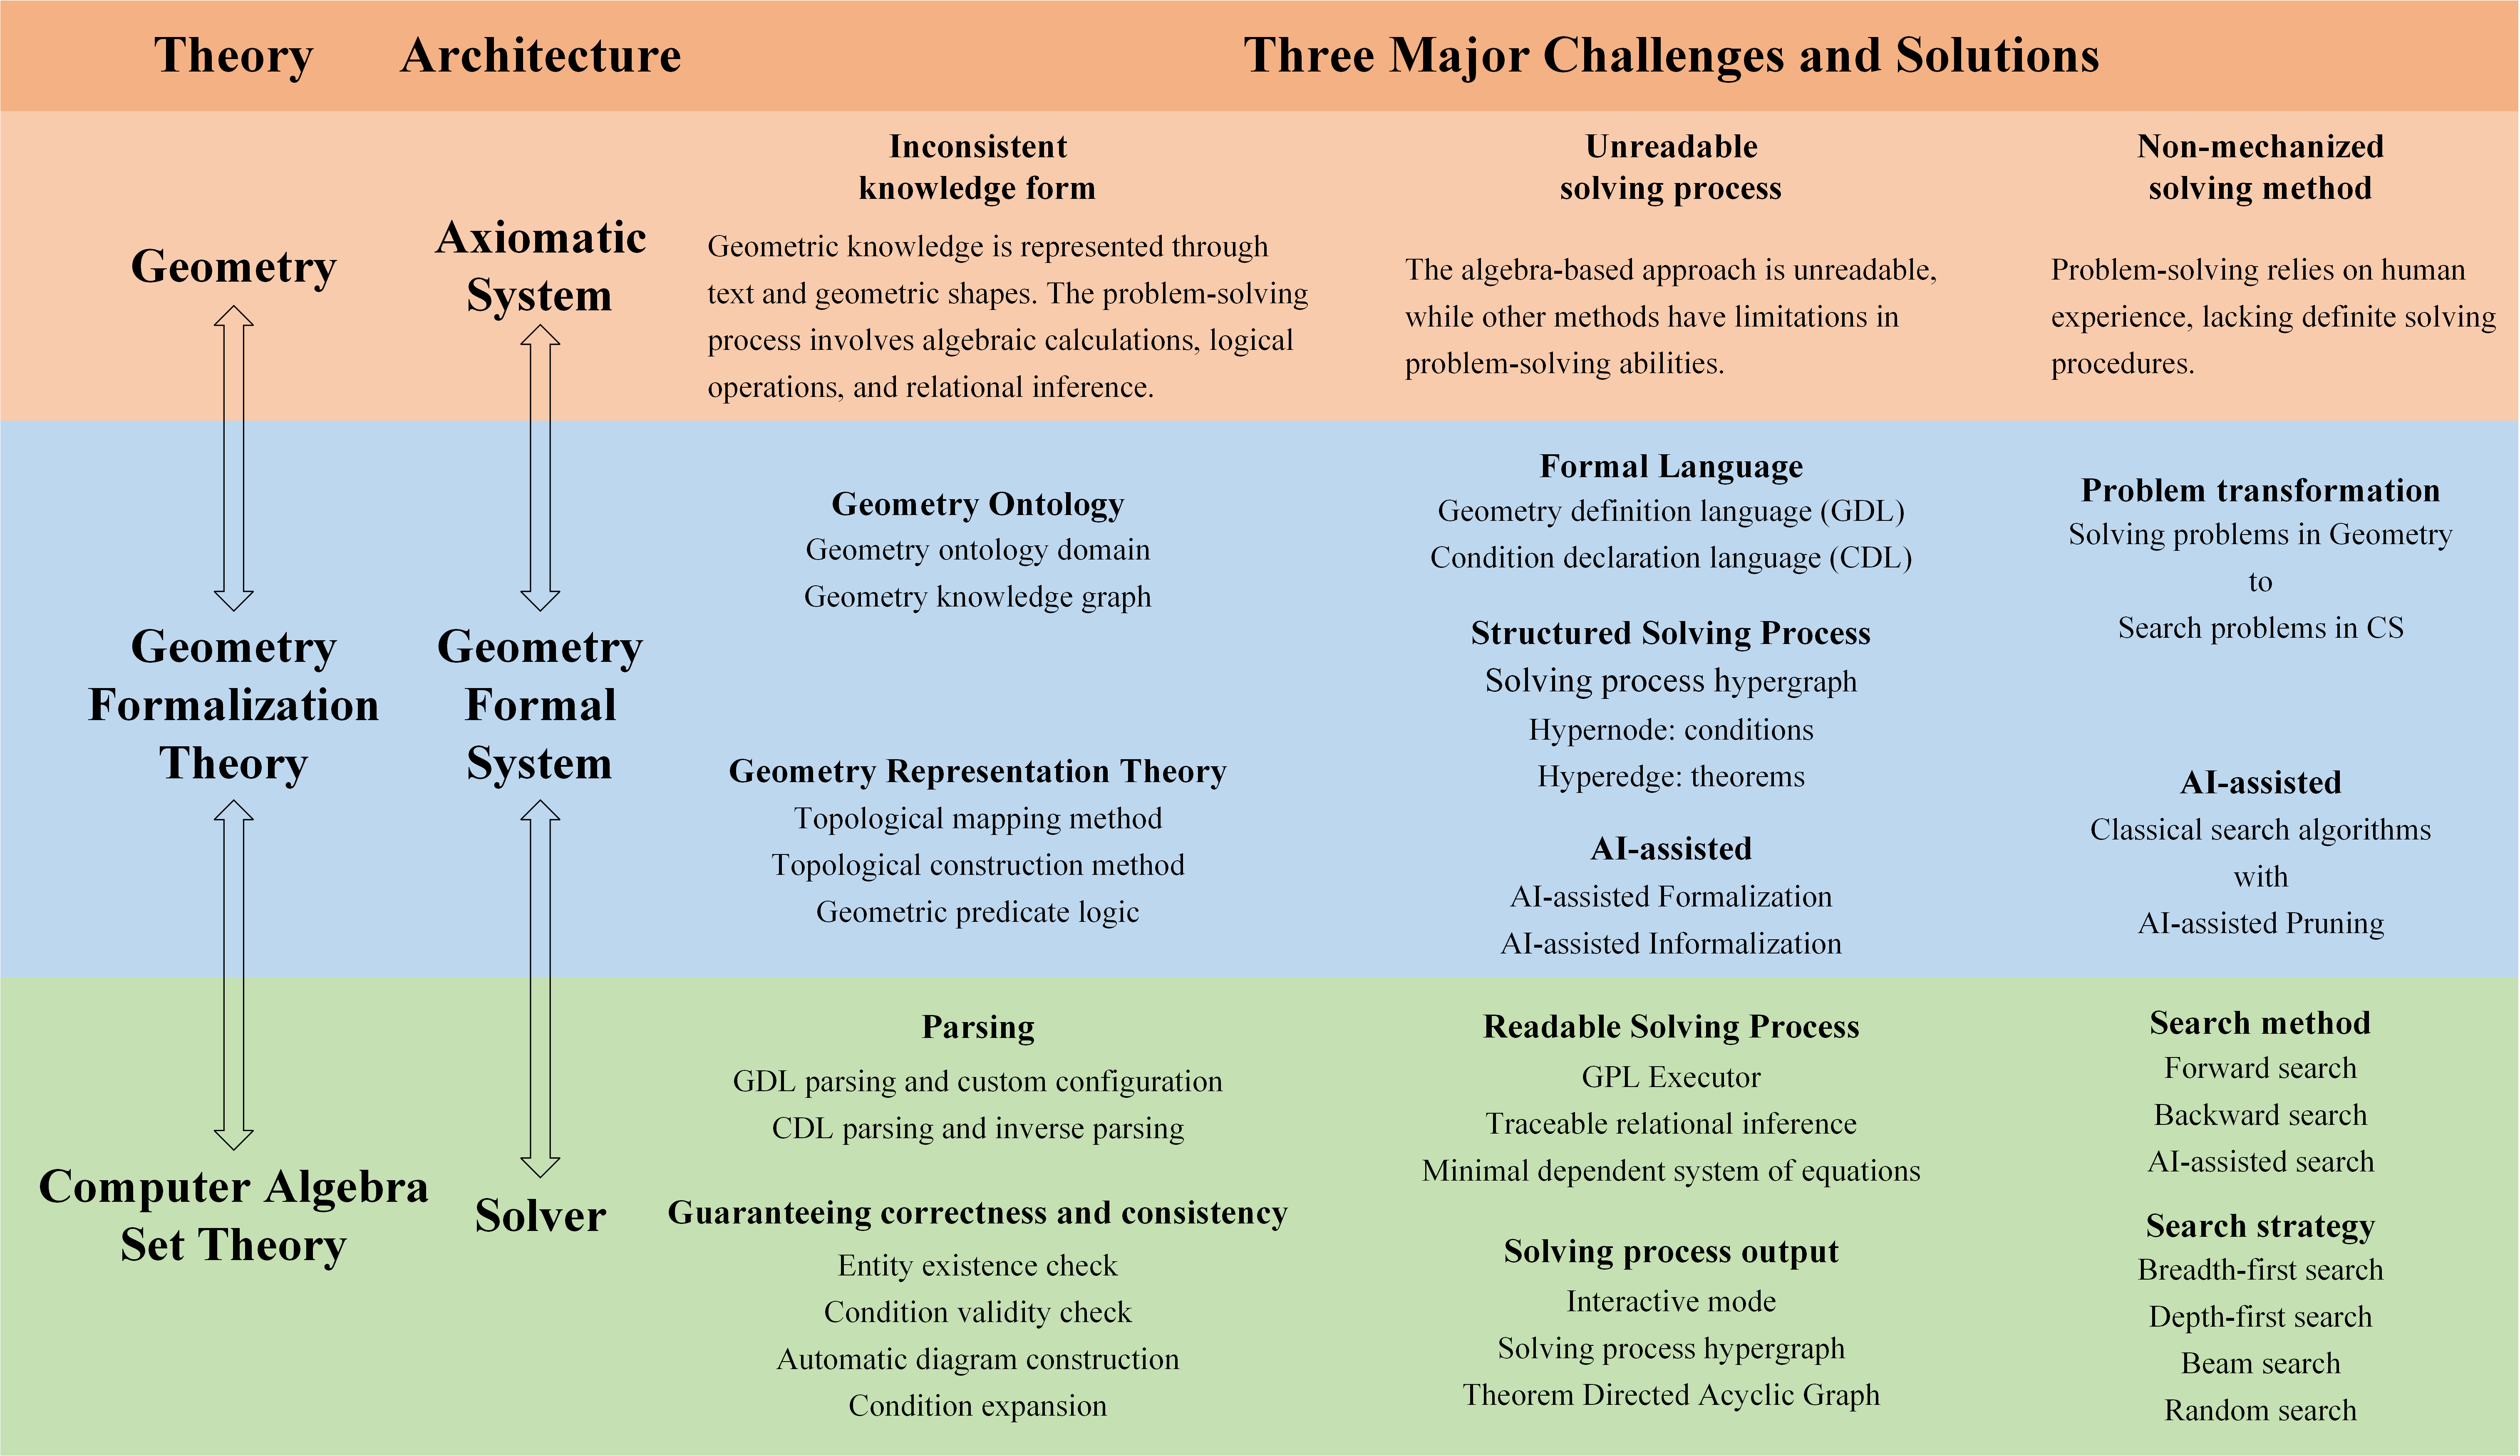 Theory
Architecture
Three Major Challenges and Solutions
Geometry
Axiomatic
System
Inconsistent
knowledge form
Geometric knowledge is represented through
text and geometric shapes. The problem-solving
process involves algebraic calculations, logical
operations, and relational inference.
Unreadable
solving process
The algebra-based approach is unreadable,
while other methods have limitations in
problem-solving abilities.
Non-mechanized
solving method
Problem-solving relies on human
experience, lacking definite solving
procedures.
Geometry
Formalization
Theory
Geometry
Formal
System
Geometry Ontology
Geometry ontology domain
Geometry knowledge graph
Geometry Representation Theory
Topological mapping method
Topological construction method
Geometric predicate logic
Formal Language
Geometry definition language (GDL)
Condition declaration language (CDL)
Structured Solving Process
Solving process hypergraph
Hypernode: conditions
Hyperedge: theorems
AI-assisted
AI-assisted Formalization
AI-assisted Informalization
Problem transformation
Solving problems in Geometry
to
Search problems in CS
AI-assisted
Classical search algorithms
with
AI-assisted Pruning
Computer Algebra
Set Theory
Solver
Parsing
GDL parsing and custom configuration
CDL parsing and inverse parsing
Guaranteeing correctness and consistency
Entity existence check
Condition validity check
Automatic diagram construction
Condition expansion
Readable Solving Process
GPL Executor
Traceable relational inference
Minimal dependent system of equations
Solving process output
Interactive mode
Solving process hypergraph
Theorem Directed Acyclic Graph
Search method
Forward search
Backward search
AI-assisted search
Search strategy
Breadth-first search
Depth-first search
Beam search
Random search